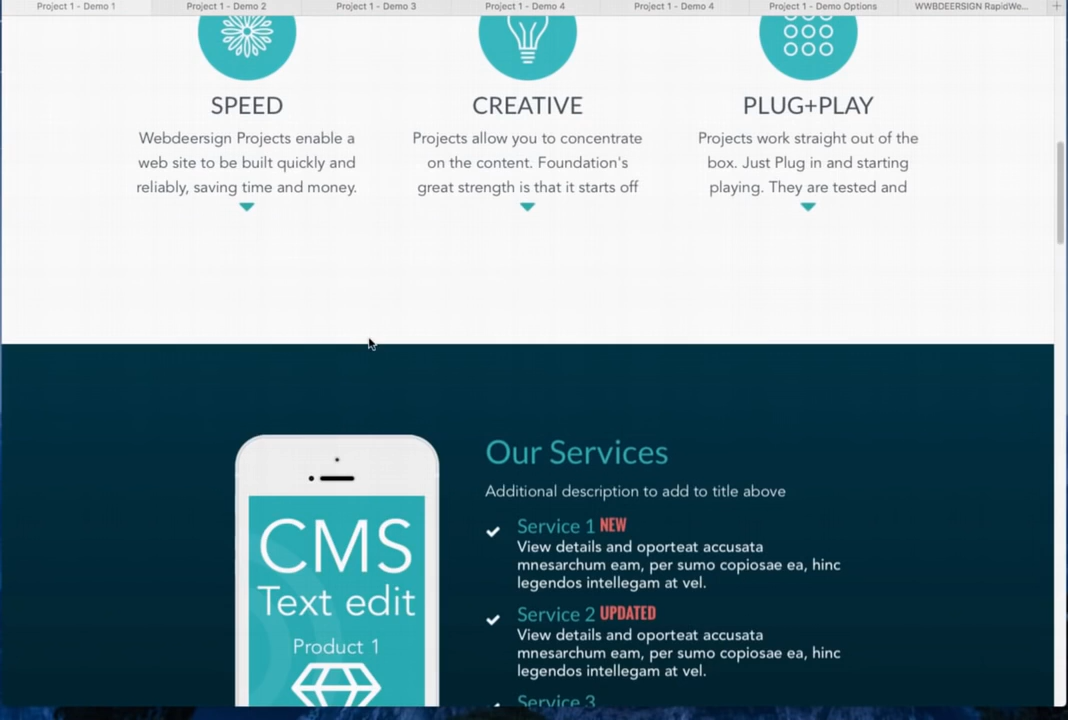 Project 1 - Demo 1
Project 1 - Demo 2
Project 1 - Demo 3
Project 1 - Demo 4
Project 1 - Demo 4
Project 1 - Demo Options
WWBDEERSIGN RapidWe...
SPEED
Webdeersign Projects enable a
web site to be built quickly and
reliably, saving time and money.
CREATIVE
Projects allow you to concentrate
on the content. Foundation's
great strength is that it starts off
PLUG+PLAY
Projects work straight out of the
box. Just Plug in and starting
playing. They are tested and
CMS
Text edit
Product 1
Our Services
Additional description to add to title above
Service 1 NEW
View details and oporteat accusata
mnesarchum eam, per sumo copiosae ea, hinc
legendos intellegam at vel.
Service 2 UPDATED
View details and oporteat accusata
mnesarchum eam, per sumo copiosae ea, hinc
legendos intellegam at vel.
Service 3